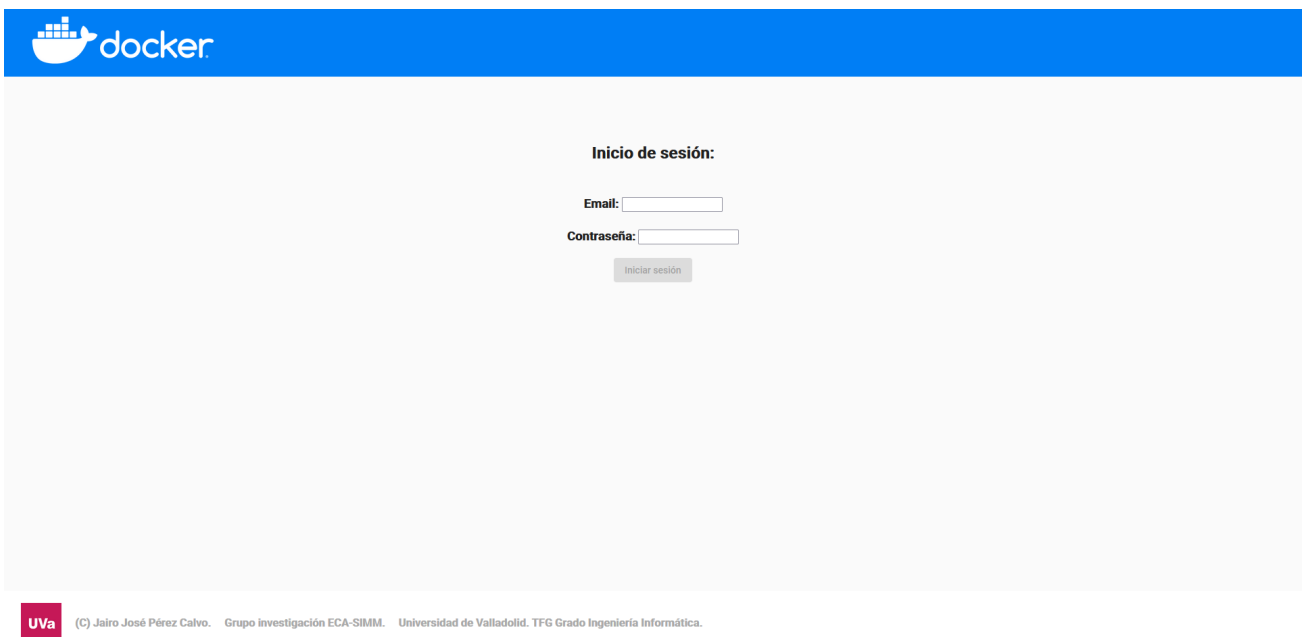 docker
Inicio de sesión:
Email:
Contraseña:
Iniciar sesión
UVa (C) Jairo José Pérez Calvo. Grupo investigación ECA-SIMM. Universidad de Valladolid. TFG Grado Ingeniería Informática.